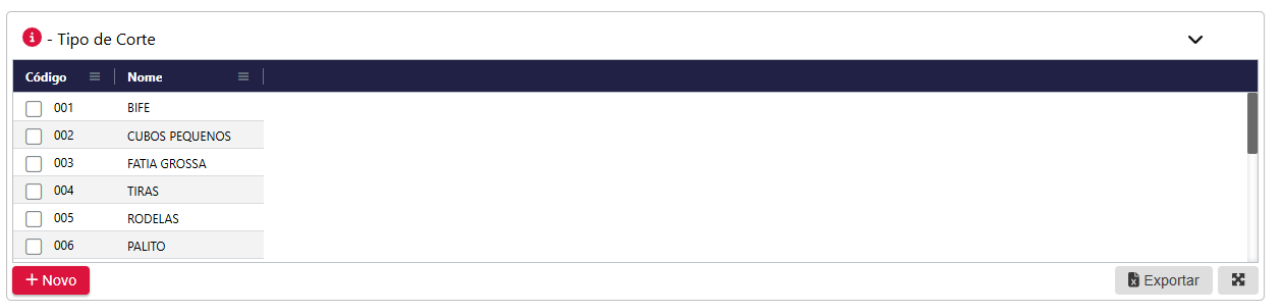 - Tipo de Corte
Código Nome
001 BIFE
002 CUBOS PEQUENOS
003 FATIA GROSSA
004 TIRAS
005 RODELAS
006 PALITO
+ Novo Exportar